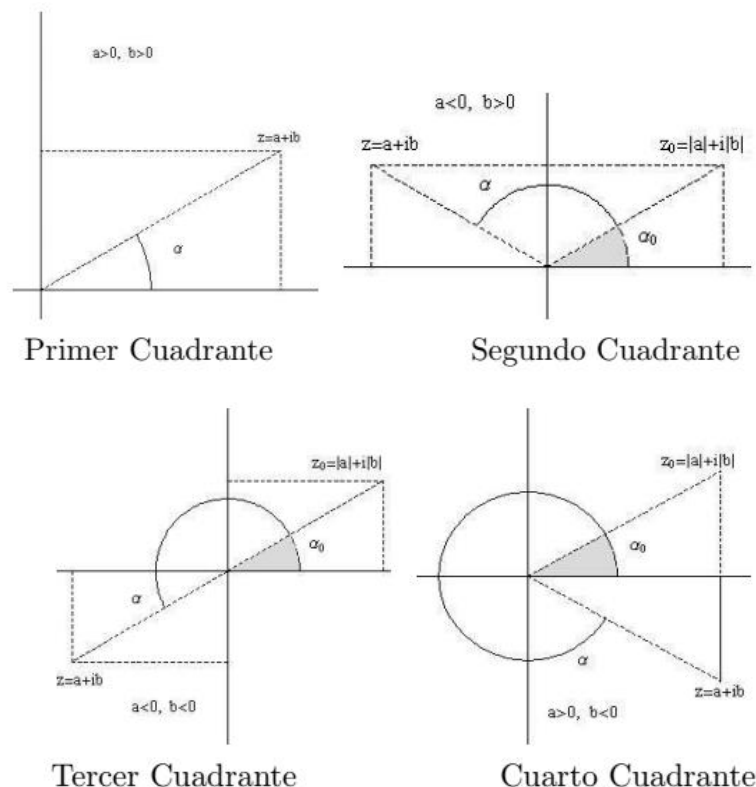 a>0, b>0
z=a+ib
α
Primer Cuadrante
a<0, b>0
z=a+ib
z₀=|a|+i|b|
α
α₀
Segundo Cuadrante
z₀=|a|+i|b|
α₀
α
z=a+ib
a<0, b<0
Tercer Cuadrante
z₀=|a|+i|b|
α₀
α
z=a+ib
a>0, b<0
Cuarto Cuadrante